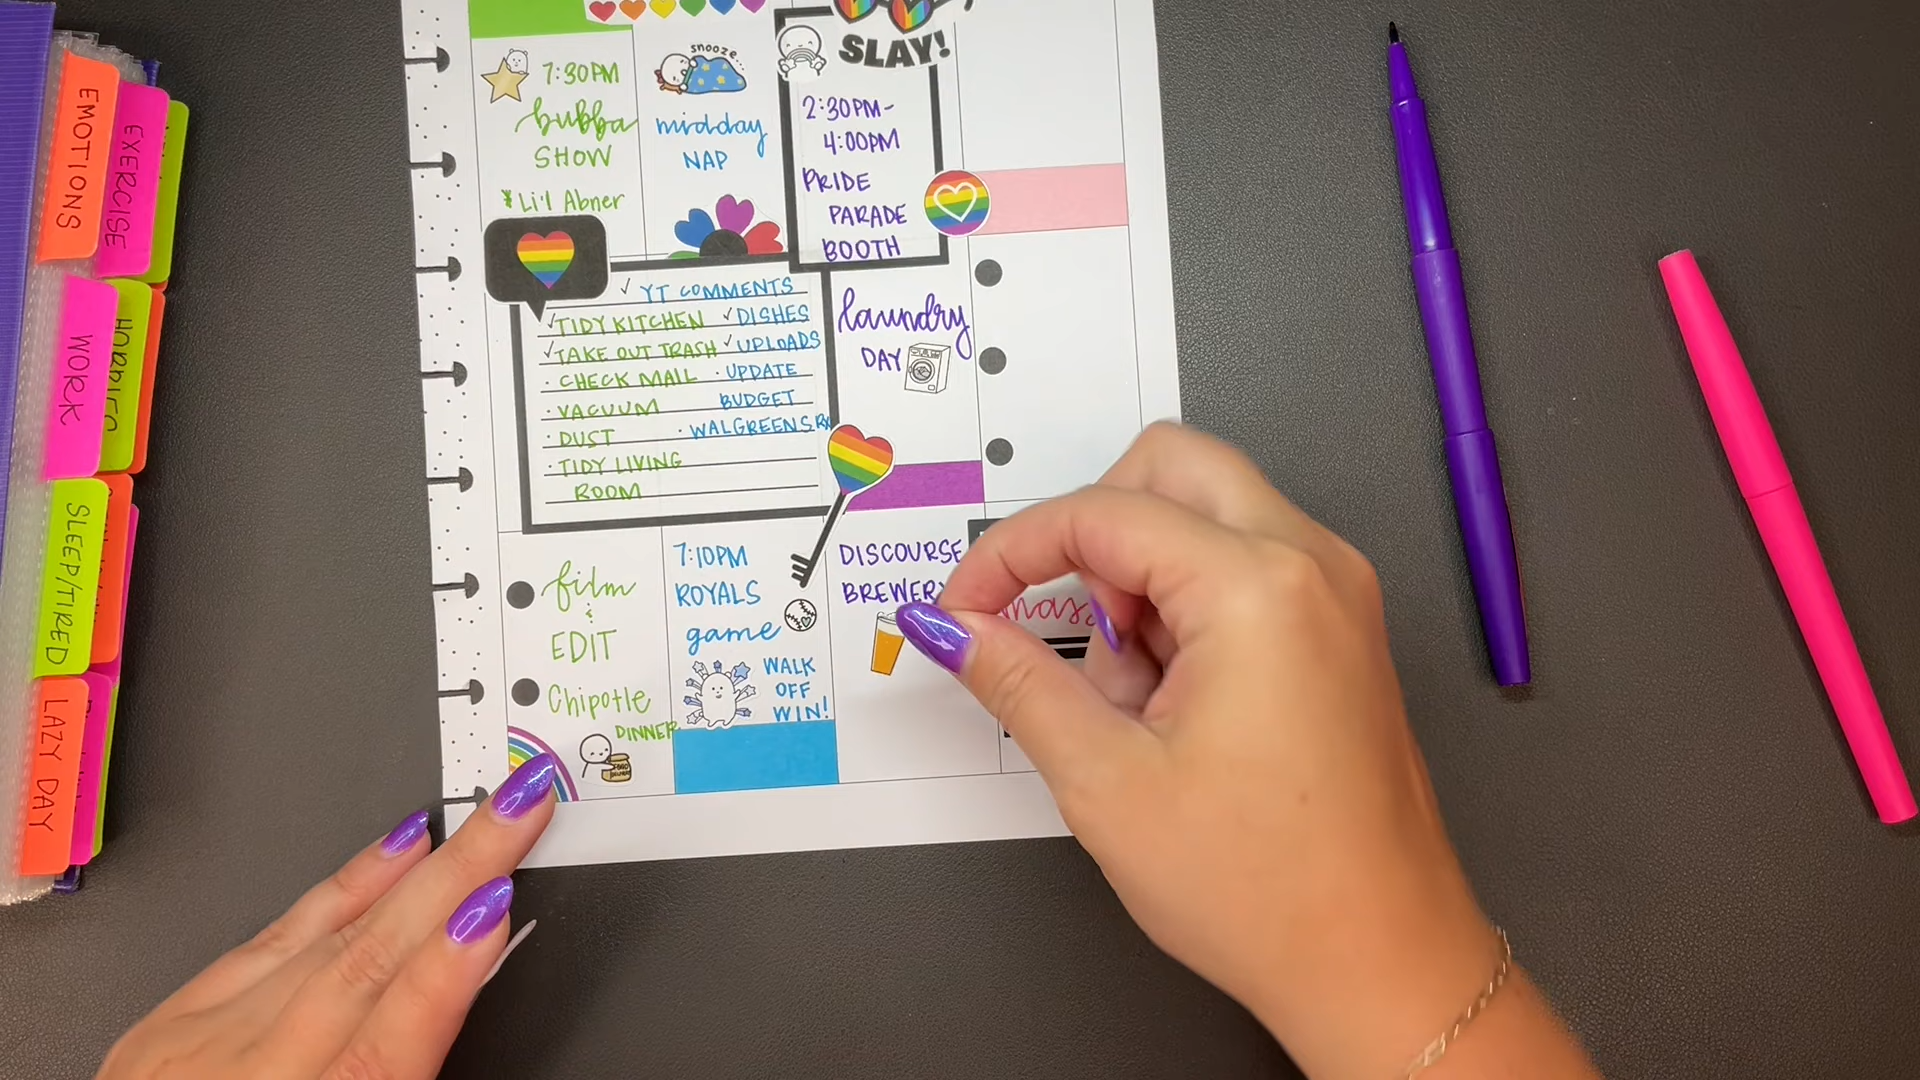 EMOTIONS
EXERCISE
WORK
HOBBIES
SLEEP/TIRED
LAZY DAY
7:30PM
bubba
SHOW
* Li'l Abner
snooze...
midday
NAP
SLAY!
2:30PM-
4:00PM
PRIDE
PARADE
BOOTH
✓ YT COMMENTS
✓ TIDY KITCHEN ✓ DISHES
✓ TAKE OUT TRASH ✓ UPLOADS
· CHECK MAIL · UPDATE
· VACUUM BUDGET
· DUST · WALGREENS RX
· TIDY LIVING
ROOM
laundry
DAY
film
&
EDIT
Chipotle
DINNER
7:10PM
ROYALS
game
WALK
OFF
WIN!
DISCOURSE
BREWERY